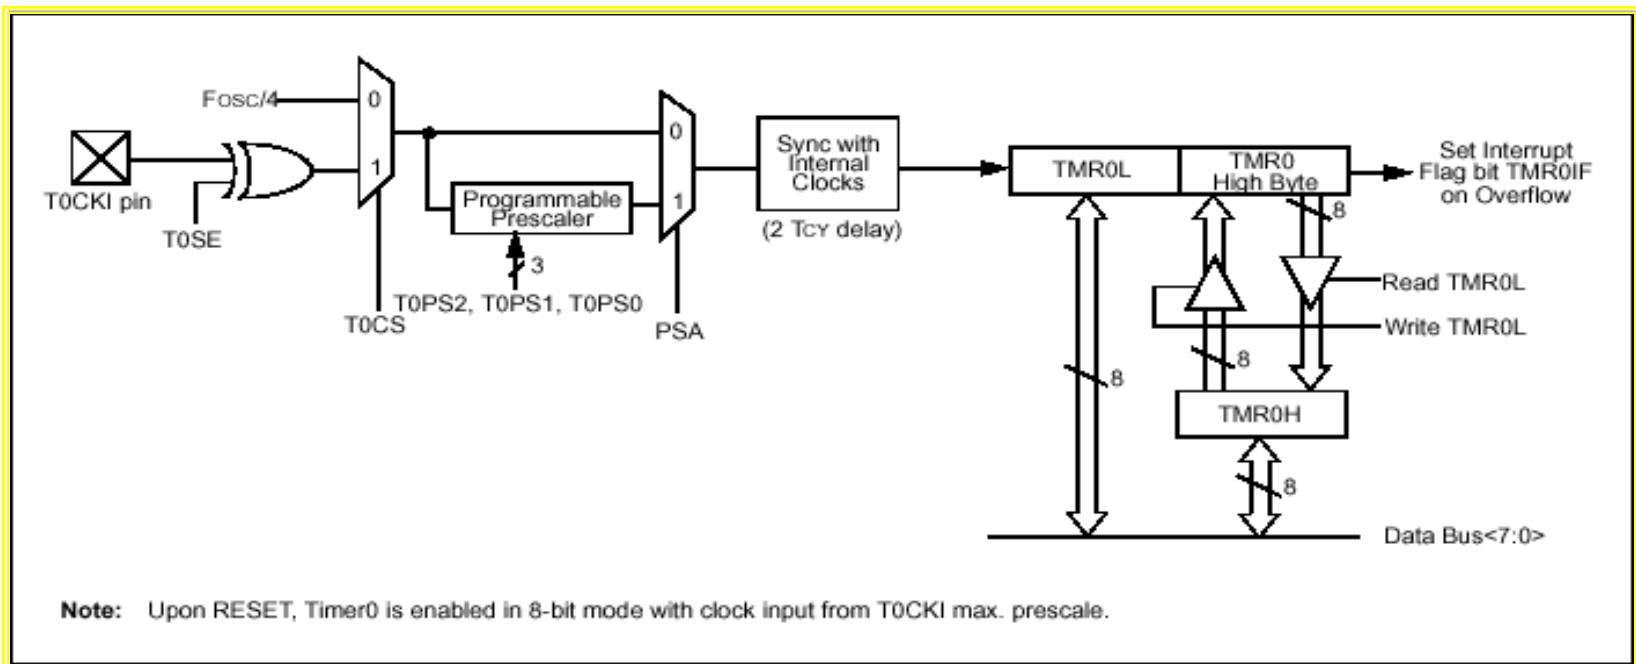 Fosc/4
0
1
T0CKI pin
T0SE
T0CS
Programmable
Prescaler
3
T0PS2, T0PS1, T0PS0
0
1
PSA
Sync with
Internal
Clocks
(2 TCY delay)
TMR0L
TMR0
High Byte
Set Interrupt
Flag bit TMR0IF
on Overflow
8
Read TMR0L
Write TMR0L
8
8
TMR0H
8
Data Bus<7:0>
Note: Upon RESET, Timer0 is enabled in 8-bit mode with clock input from T0CKI max. prescale.